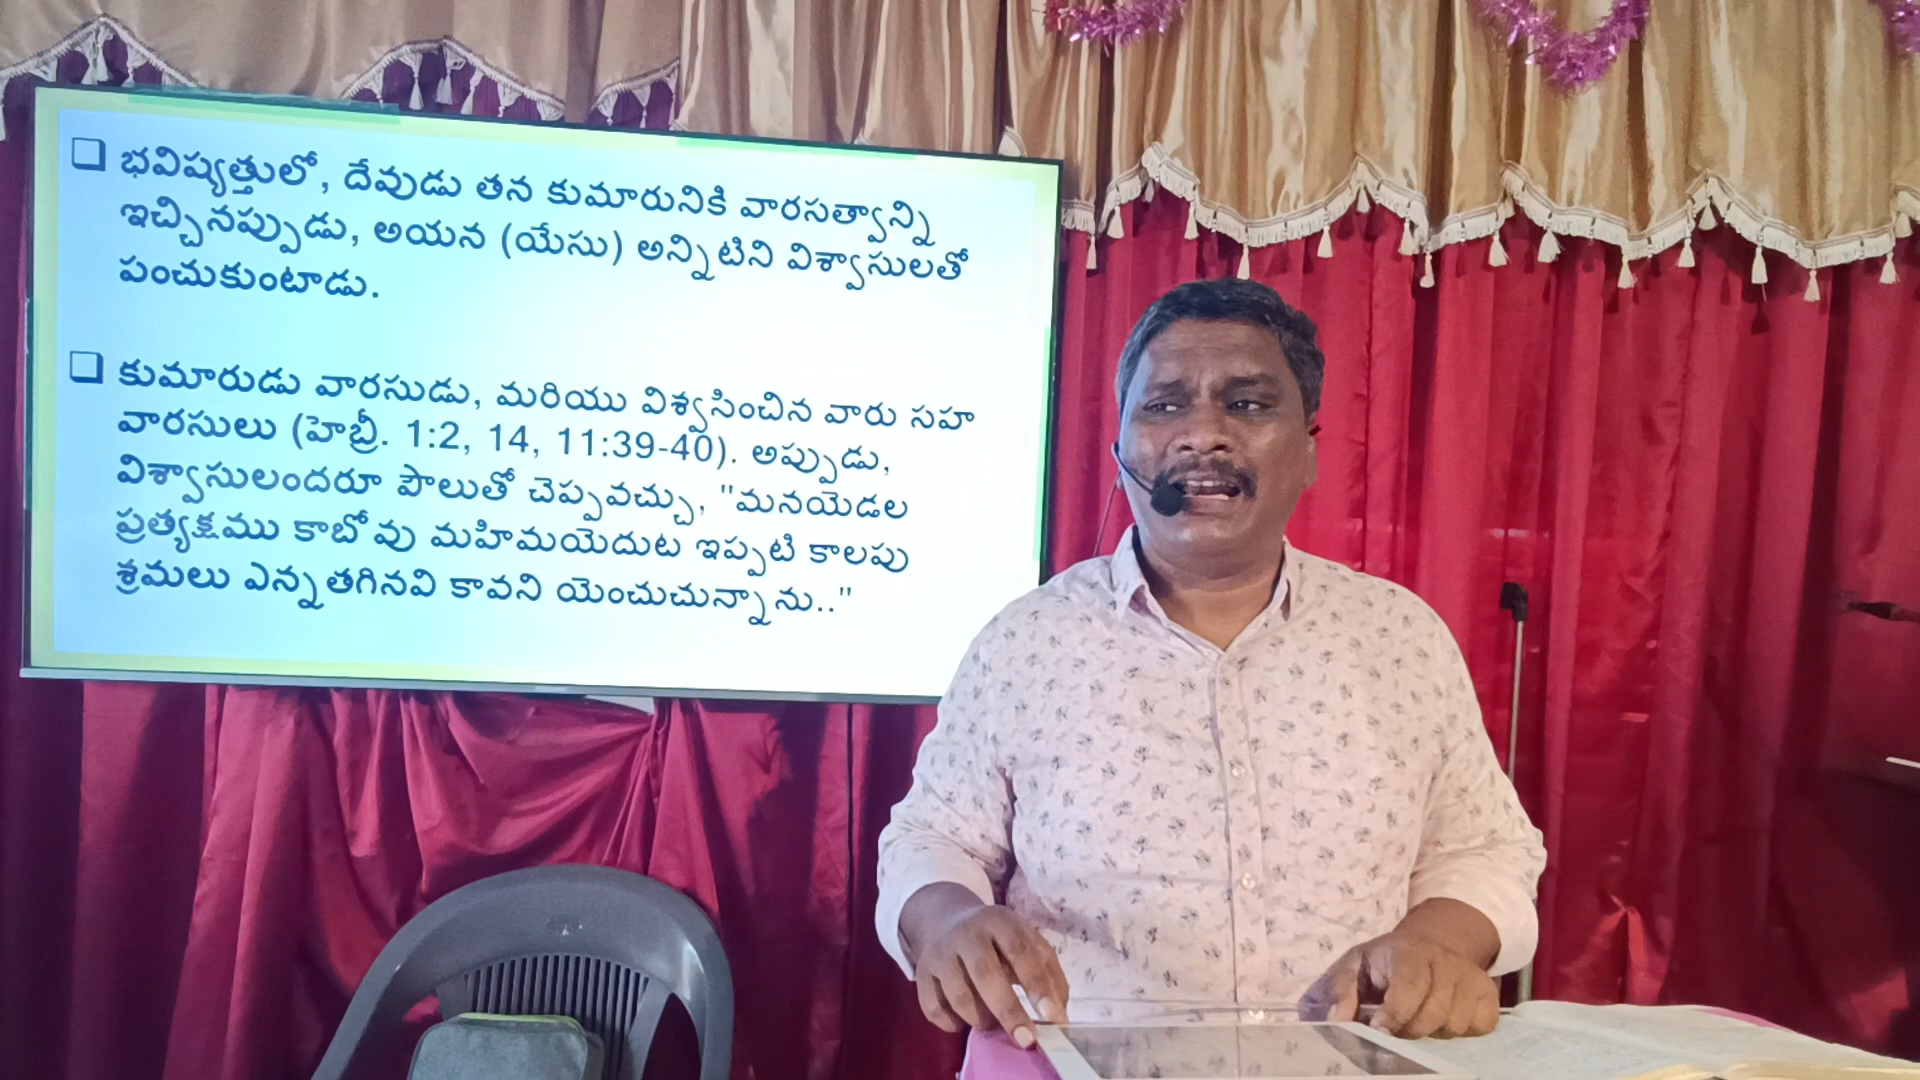 ❑ భవిష్యత్తులో, దేవుడు తన కుమారునికి వారసత్వాన్ని
ఇచ్చినప్పుడు, అయన (యేసు) అన్నిటిని విశ్వాసులతో
పంచుకుంటాడు.
❑ కుమారుడు వారసుడు, మరియు విశ్వసించిన వారు సహ
వారసులు (హెబ్రీ. 1:2, 14, 11:39-40). అప్పుడు,
విశ్వాసులందరూ పౌలుతో చెప్పవచ్చు, "మనయెడల
ప్రత్యక్షము కాబోవు మహిమయెదుట ఇప్పటి కాలపు
శ్రమలు ఎన్నతగినవి కావని యెంచుచున్నాను.."